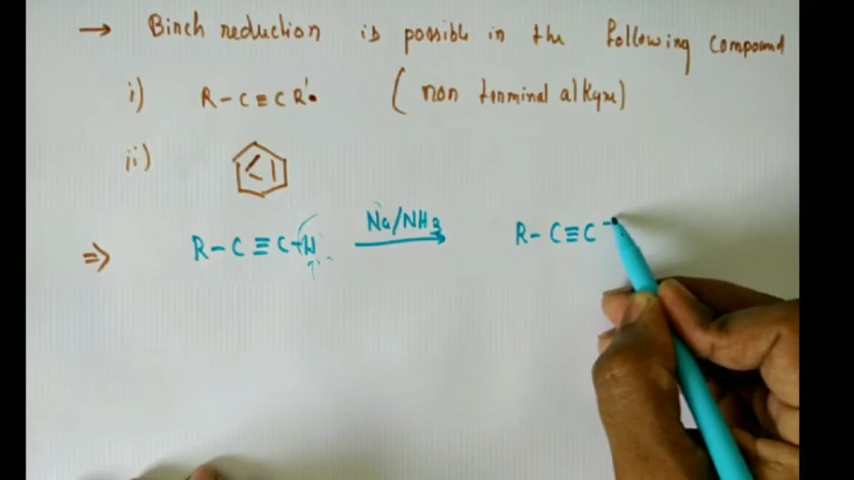 → Birch reduction is possible in the following compound
i) R-C≡CR' (non terminal alkyne)
ii)
⇒ R-C≡C-H Na/NH3 R-C≡C-